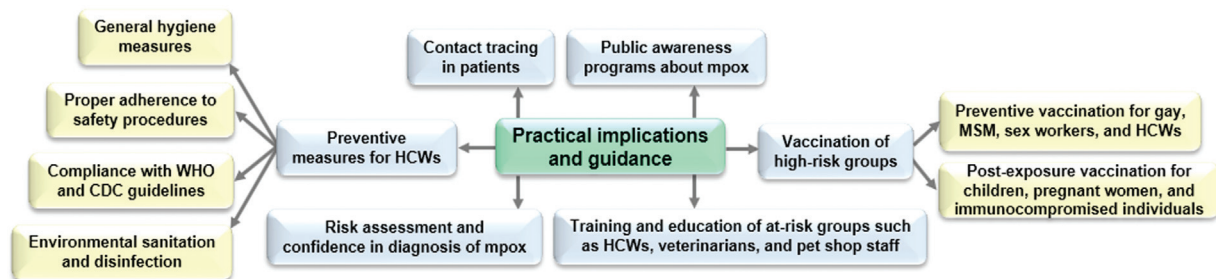 General hygiene
measures
Proper adherence to
safety procedures
Compliance with WHO
and CDC guidelines
Environmental sanitation
and disinfection
Preventive
measures for HCWs
Contact tracing
in patients
Public awareness
programs about mpox
Practical implications
and guidance
Risk assessment and
confidence in diagnosis of mpox
Training and education of at-risk groups such
as HCWs, veterinarians, and pet shop staff
Vaccination of
high-risk groups
Preventive vaccination for gay,
MSM, sex workers, and HCWs
Post-exposure vaccination for
children, pregnant women, and
immunocompromised individuals